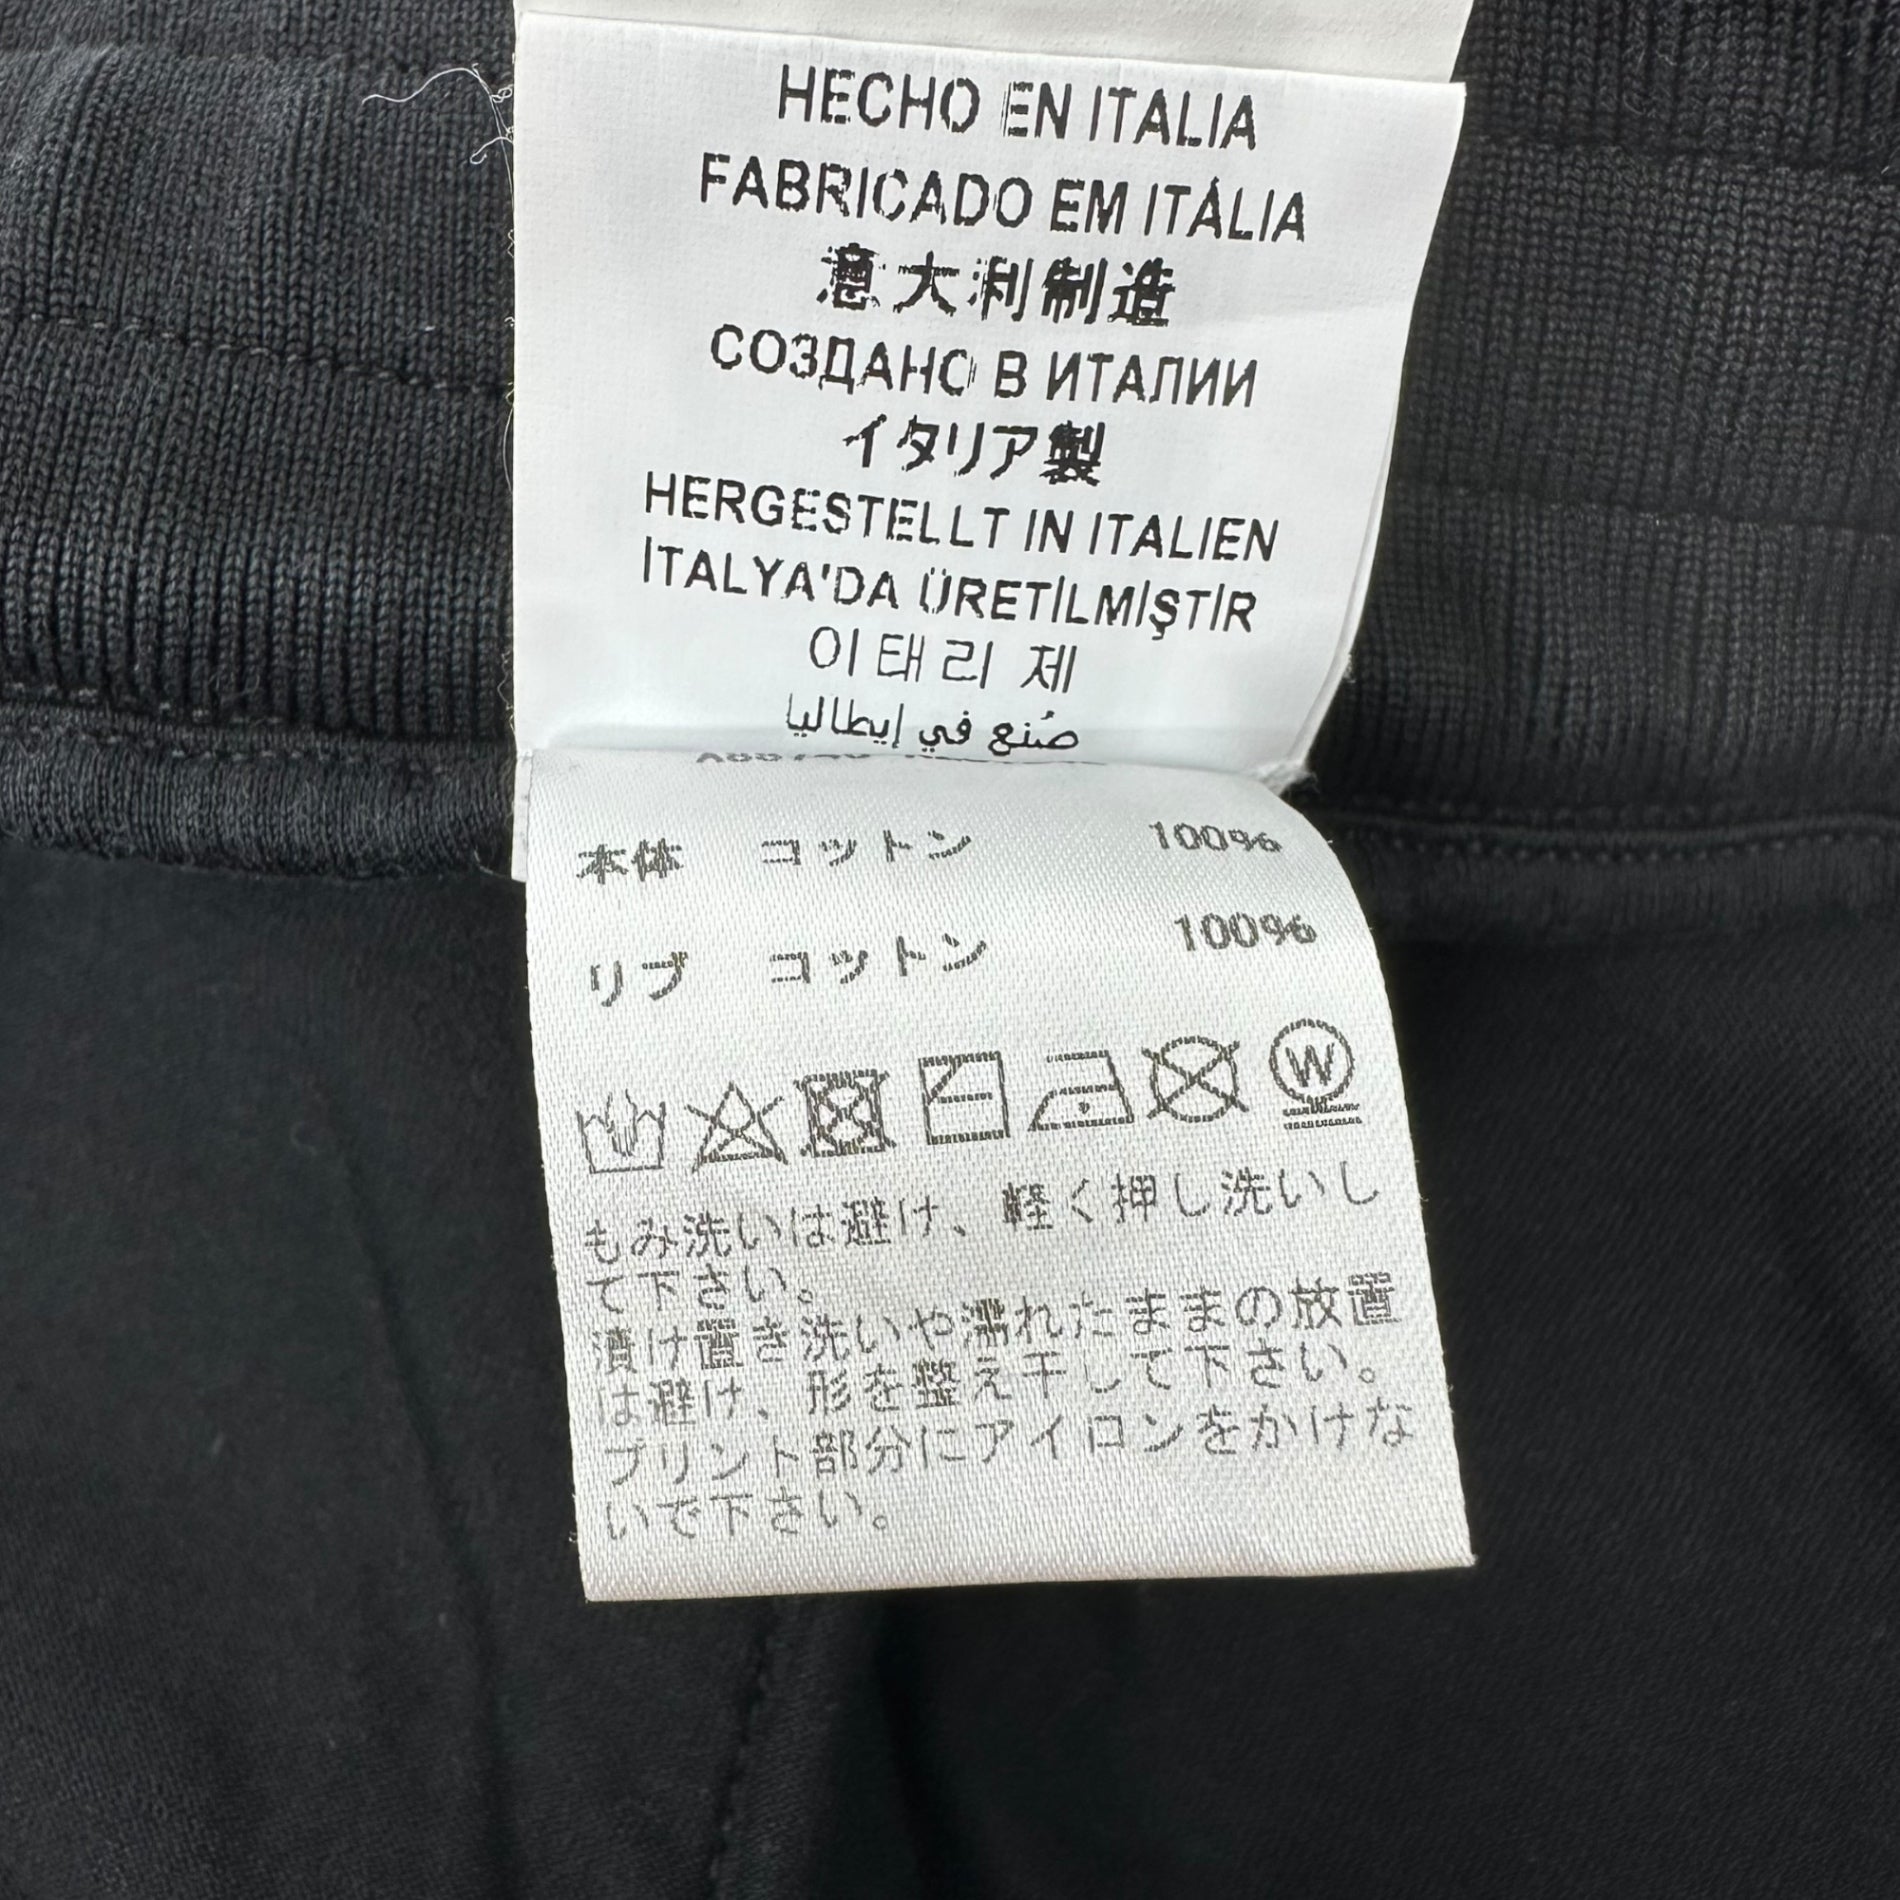 HECHO EN ITALIA
FABRICADO EM ITÁLIA
意大利制造
СОЗДАНО В ИТАЛИИ
イタリア製
HERGESTELLT IN ITALIEN
İTALYA'DA ÜRETİLMİŞTİR
이태리 제
صُنع في إيطاليا
本体 コットン 100%
リブ コットン 100%
W
もみ洗いは避け、軽く押し洗いし
て下さい。
漬け置き洗いや濡れたままの放置
は避け、形を整え干して下さい。
プリント部分にアイロンをかけな
いで下さい。